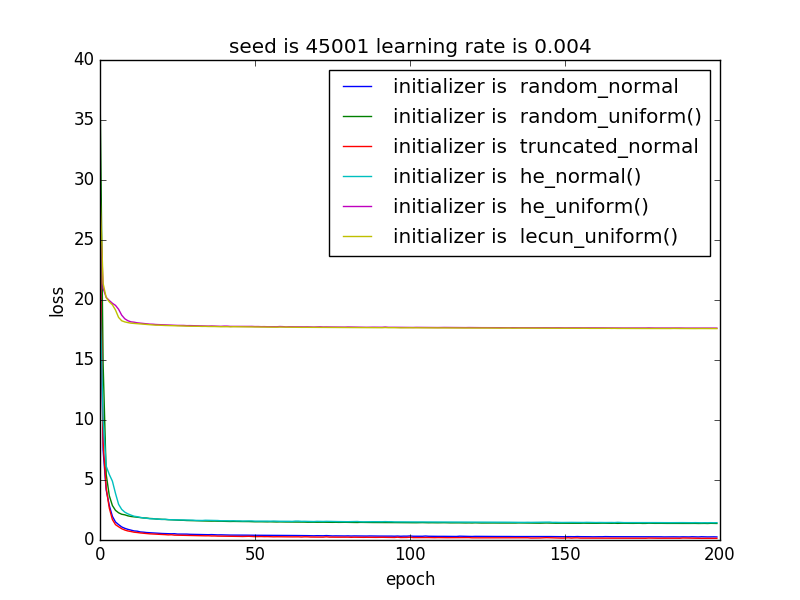 seed is 45001 learning rate is 0.004
40
35
30
25
20
15
10
5
0
loss
initializer is  random_normal
initializer is  random_uniform()
initializer is  truncated_normal
initializer is  he_normal()
initializer is  he_uniform()
initializer is  lecun_uniform()
0 50 100 150 200
epoch